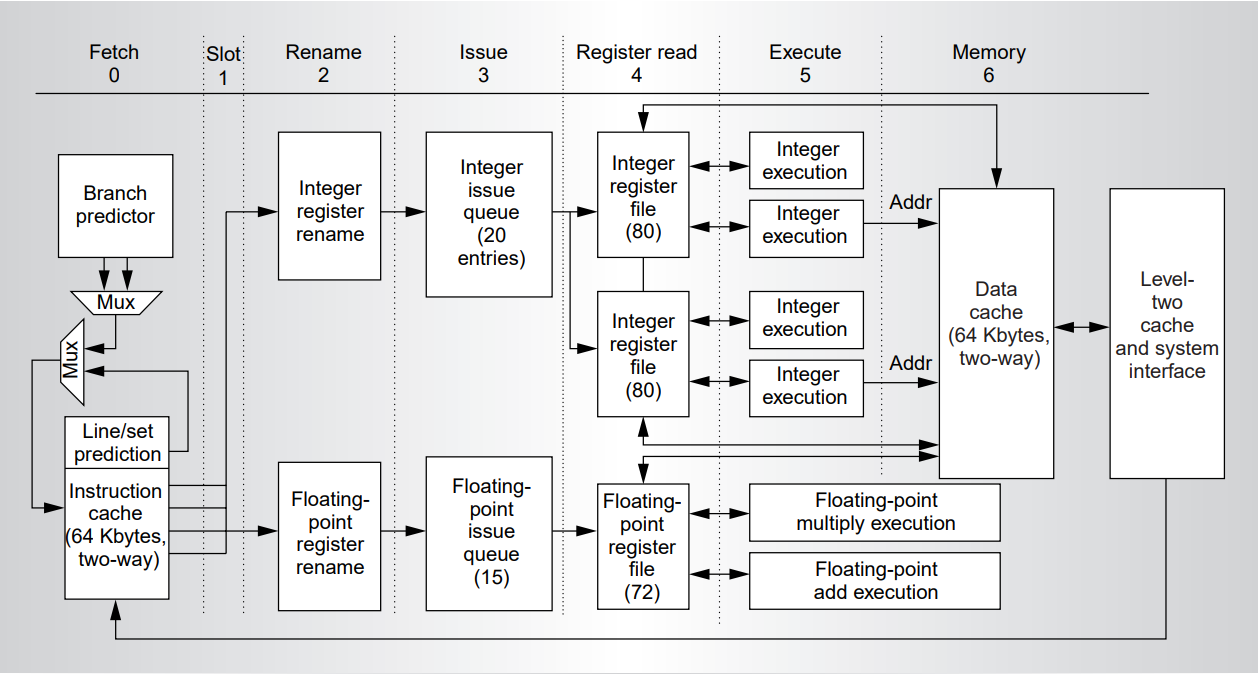 Fetch
0
Slot
1
Rename
2
Issue
3
Register read
4
Execute
5
Memory
6
Branch
predictor
Mux
Mux
Line/set
prediction
Instruction
cache
(64 Kbytes,
two-way)
Integer
register
rename
Floating-
point
register
rename
Integer
issue
queue
(20
entries)
Floating-
point
issue
queue
(15)
Integer
register
file
(80)
Integer
register
file
(80)
Floating-
point
register
file
(72)
Integer
execution
Integer
execution
Integer
execution
Integer
execution
Floating-point
multiply execution
Floating-point
add execution
Addr
Addr
Data
cache
(64 Kbytes,
two-way)
Level-
two
cache
and system
interface